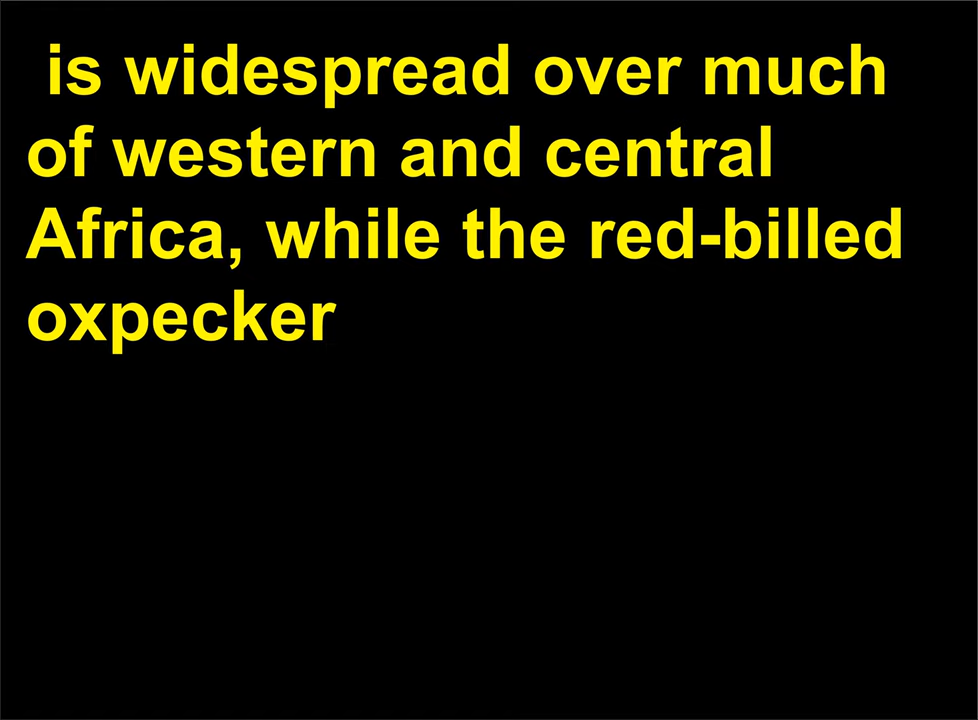 is widespread over much
of western and central
Africa, while the red-billed
oxpecker